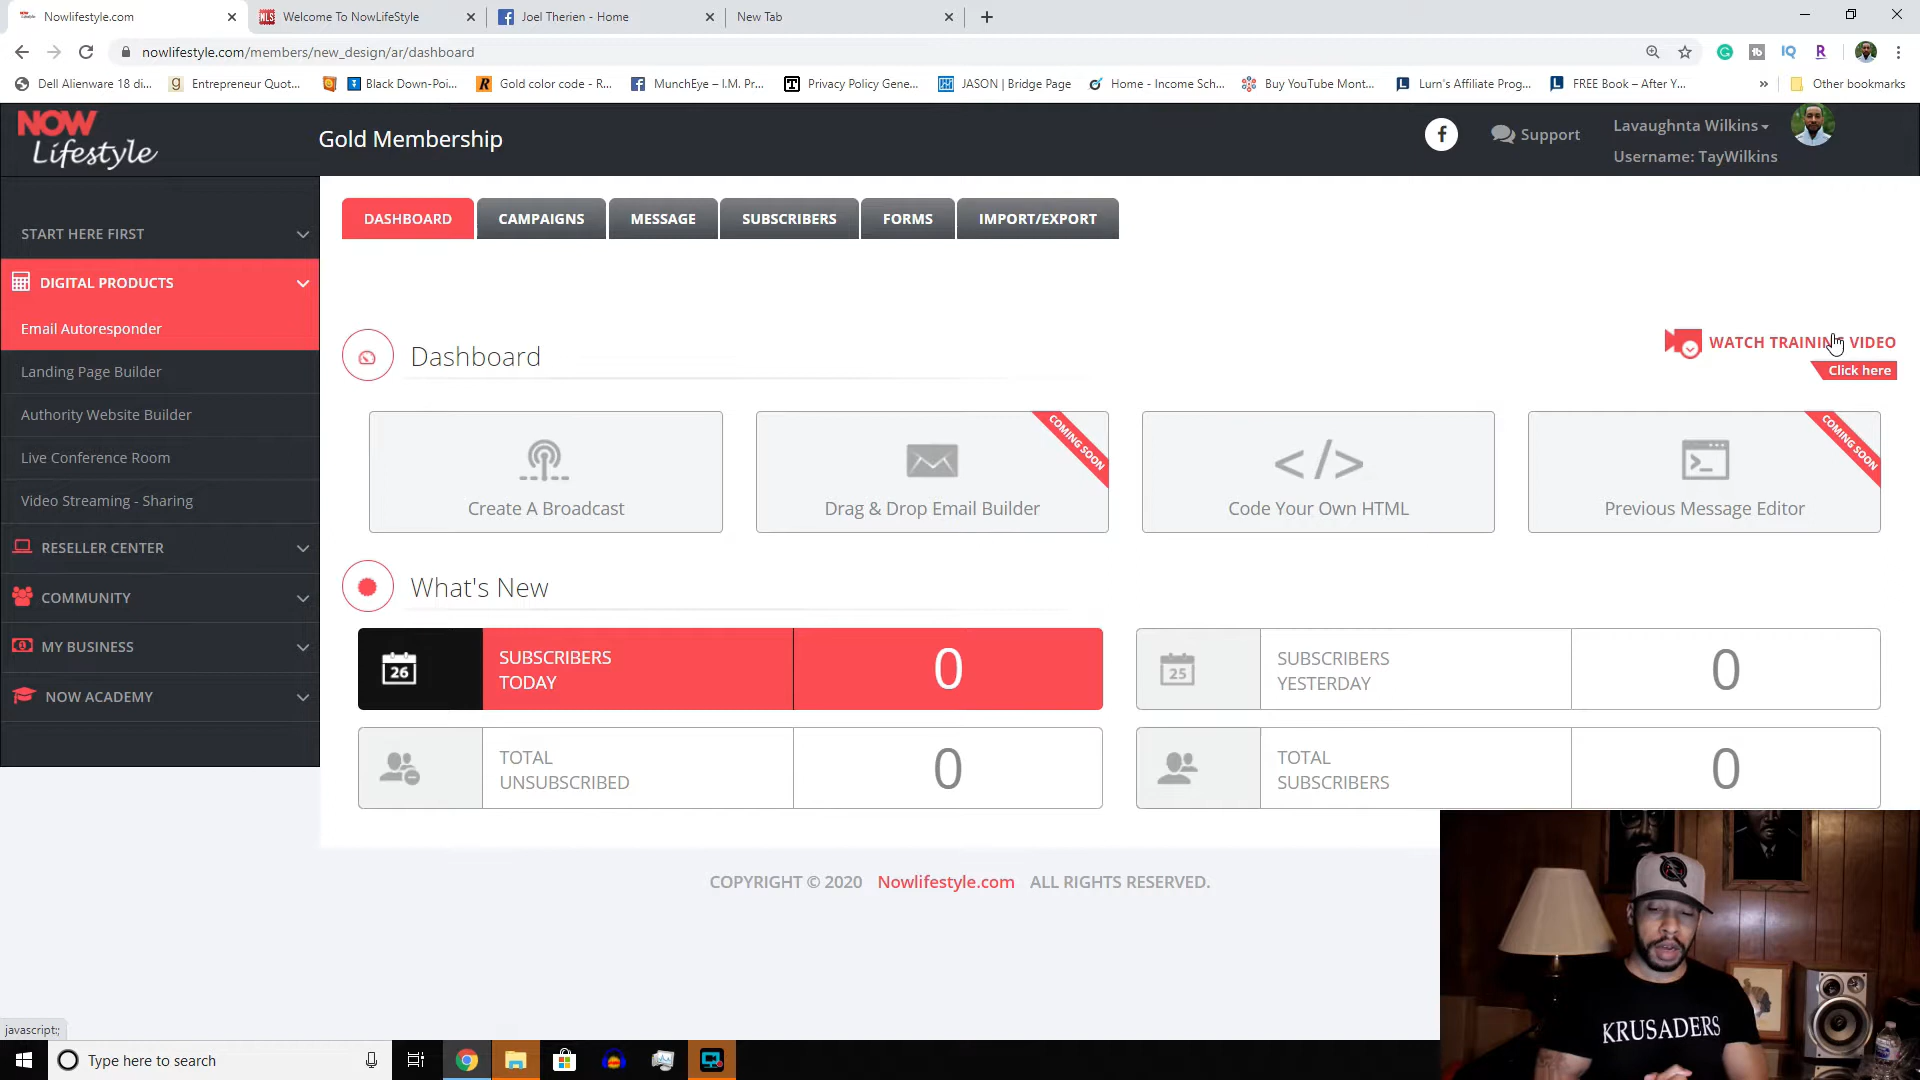 Nowlifestyle.com
Welcome To NowLifeStyle
Joel Therien - Home
New Tab
nowlifestyle.com/members/new_design/ar/dashboard
Dell Alienware 18 di...
Entrepreneur Quot...
Black Down-Poi...
Gold color code - R...
MunchEye – I.M. Pr...
Privacy Policy Gene...
JASON | Bridge Page
Home - Income Sch...
Buy YouTube Mont...
Lurn's Affiliate Prog...
FREE Book – After Y...
Other bookmarks
NOW
Lifestyle
Gold Membership
Support
Lavaughnta Wilkins
Username: TayWilkins
START HERE FIRST
DIGITAL PRODUCTS
Email Autoresponder
Landing Page Builder
Authority Website Builder
Live Conference Room
Video Streaming - Sharing
RESELLER CENTER
COMMUNITY
MY BUSINESS
NOW ACADEMY
DASHBOARD
CAMPAIGNS
MESSAGE
SUBSCRIBERS
FORMS
IMPORT/EXPORT
Dashboard
WATCH TRAINING VIDEO
Click here
Create A Broadcast
COMING SOON
Drag & Drop Email Builder
</>
Code Your Own HTML
COMING SOON
Previous Message Editor
What's New
26
SUBSCRIBERS
TODAY
0
25
SUBSCRIBERS
YESTERDAY
0
TOTAL
UNSUBSCRIBED
0
TOTAL
SUBSCRIBERS
0
COPYRIGHT © 2020 Nowlifestyle.com ALL RIGHTS RESERVED.
KRUSADERS
javascript:;
Type here to search